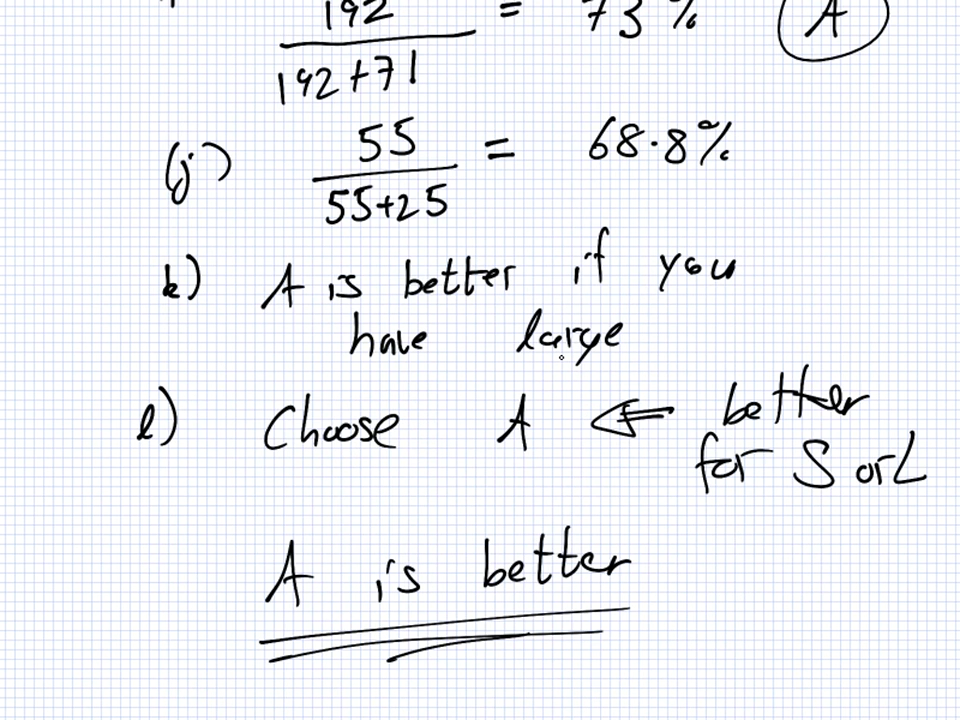 192 = 73% A
192+71
(j) 55 = 68.8%
55+25
k) A is better if you
have large
l) Choose A ⇐ better
for S or L
A is better